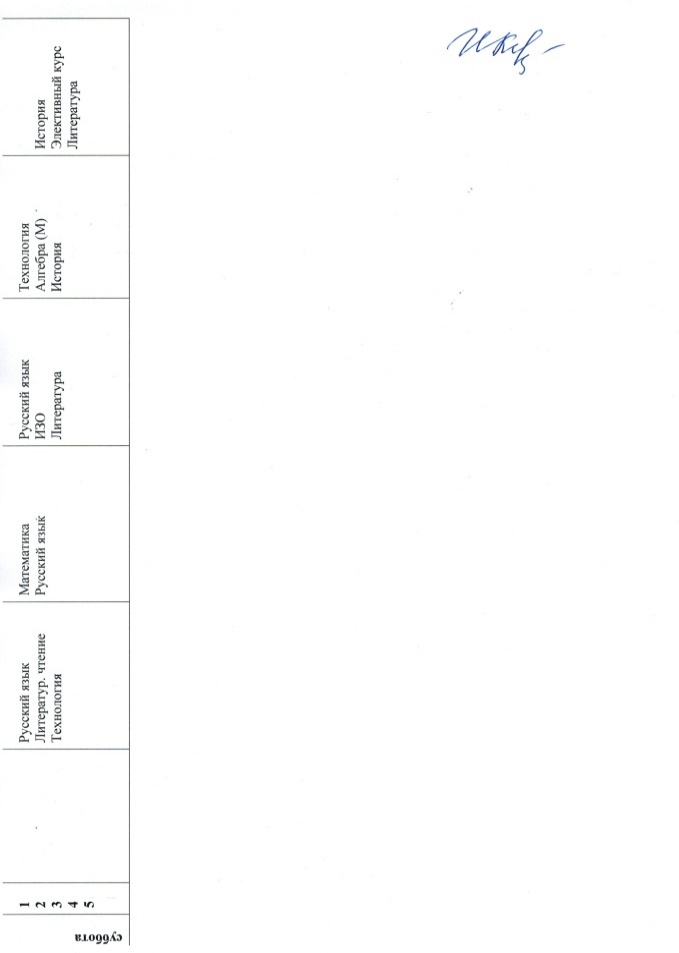 суббота
1
2
3
4
5
Русский язык
Литератур. чтение
Технология
Математика
Русский язык
Русский язык
ИЗО
Литература
Технология
Алгебра (М)
История
История
Элективный курс
Литература